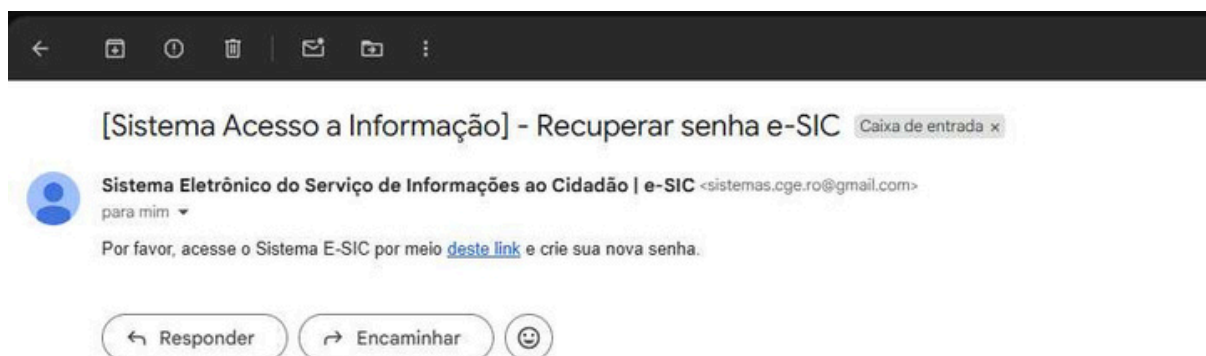 [Sistema Acesso a Informação] - Recuperar senha e-SIC Caixa de entrada x
Sistema Eletrônico do Serviço de Informações ao Cidadão | e-SIC <sistemas.cge.ro@gmail.com>
para mim
Por favor, acesse o Sistema E-SIC por meio deste link e crie sua nova senha.
Responder Encaminhar